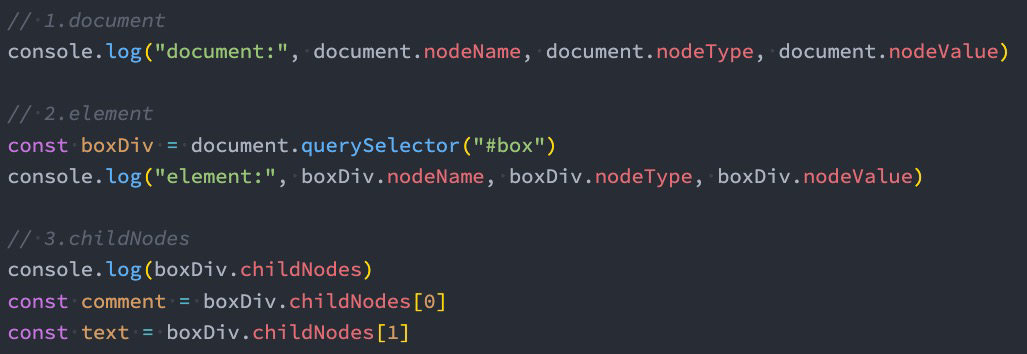 // 1.document
console.log("document:", document.nodeName, document.nodeType, document.nodeValue)
// 2.element
const boxDiv = document.querySelector("#box")
console.log("element:", boxDiv.nodeName, boxDiv.nodeType, boxDiv.nodeValue)
// 3.childNodes
console.log(boxDiv.childNodes)
const comment = boxDiv.childNodes[0]
const text = boxDiv.childNodes[1]